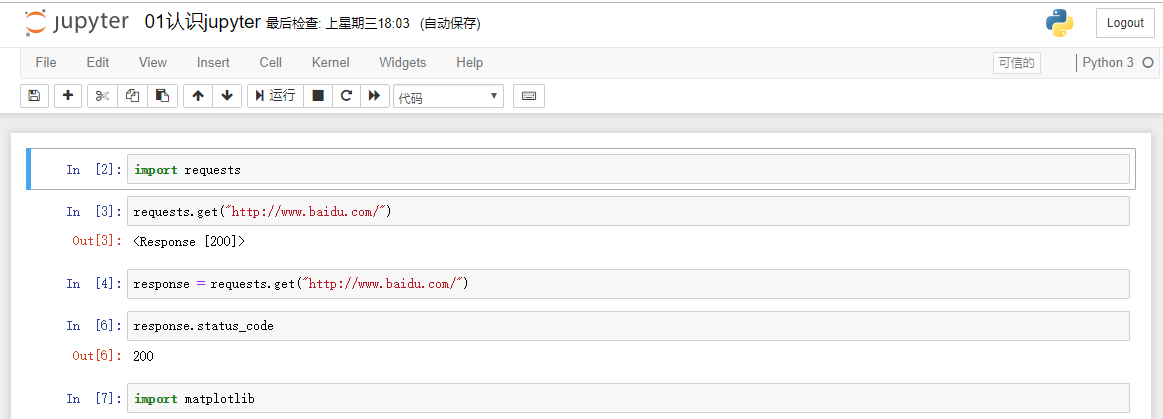 jupyter 01认识jupyter 最后检查: 上星期三18:03 (自动保存) Logout
File Edit View Insert Cell Kernel Widgets Help 可信的 Python 3
运行 代码
In [2]: import requests
In [3]: requests.get("http://www.baidu.com/")
Out[3]: <Response [200]>
In [4]: response = requests.get("http://www.baidu.com/")
In [6]: response.status_code
Out[6]: 200
In [7]: import matplotlib